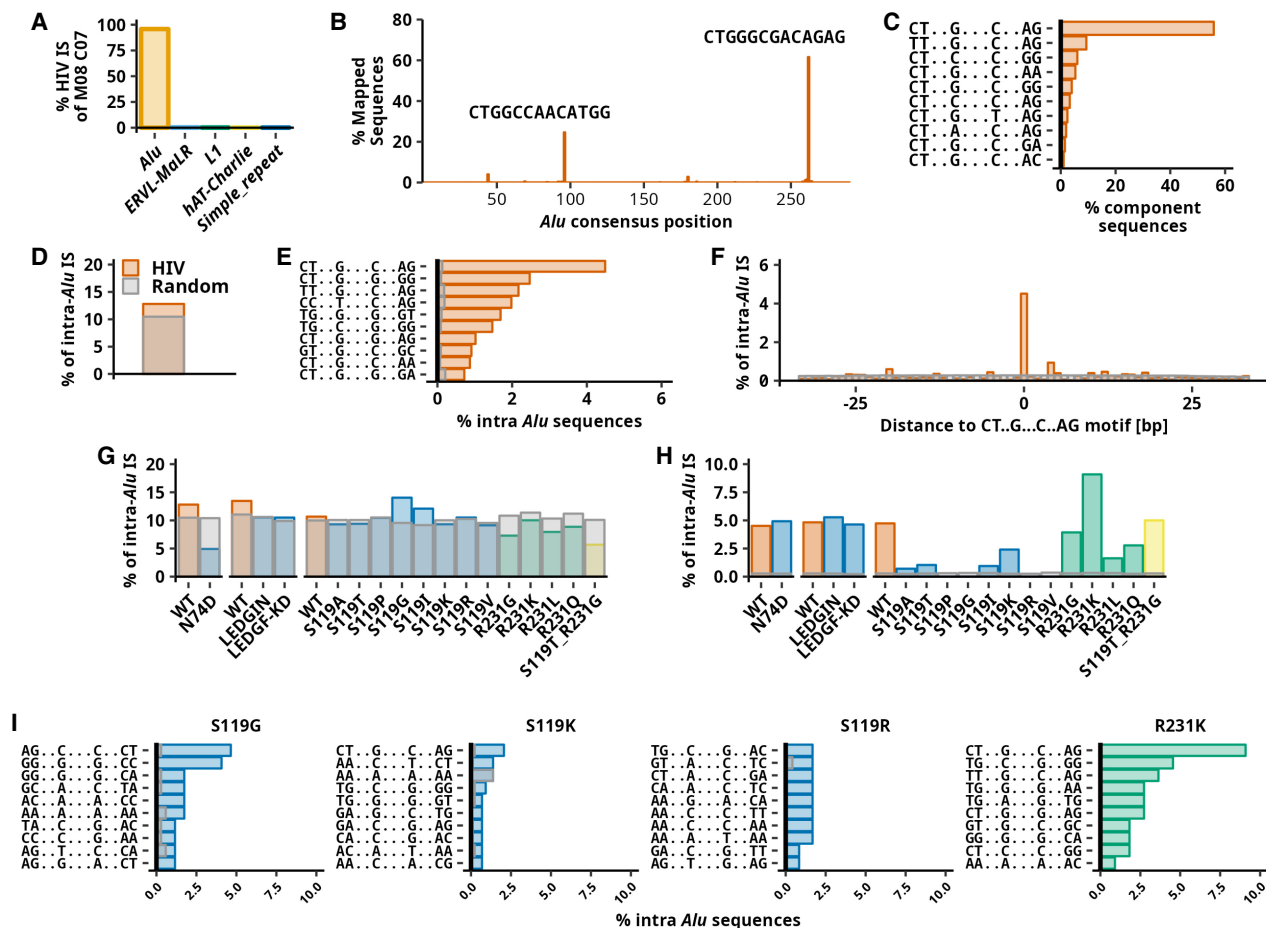 A
% HIV IS
of M08 C07
100
75
50
25
0
Alu
ERVL-MaLR
L1
hAT-Charlie
Simple_repeat
B
% Mapped
Sequences
80
60
40
20
0
CTGGCCAACATGG
CTGGGCGACAGAG
50
100
150
200
250
Alu consensus position
C
CT..G...C..AG
TT..G...C..AG
CT..G...C..GG
CT..G...C..AA
CT..G...C..GG
CT..C...C..AG
CT..G...T..AG
CT..A...C..AG
CT..G...C..GA
CT..G...C..AC
0
20
40
60
% component
sequences
D
% of intra-Alu IS
20
15
10
5
0
HIV
Random
E
CT..G...C..AG
CT..G...G..GG
TT..G...C..AG
CC..T...C..AG
TG..G...G..GT
TG..C...G..GG
CT..G...G..AG
GT..G...C..GC
CT..G...C..AA
CT..G...G..GA
0
2
4
6
% intra Alu sequences
F
% of intra-Alu IS
6
4
2
0
-25
0
25
Distance to CT..G...C..AG motif [bp]
G
% of intra-Alu IS
20
15
10
5
0
WT
N74D
WT
LEDGIN
LEDGF-KD
WT
S119A
S119T
S119P
S119G
S119I
S119K
S119R
S119V
R231G
R231K
R231L
R231Q
S119T_R231G
H
% of intra-Alu IS
10.0
7.5
5.0
2.5
0.0
WT
N74D
WT
LEDGIN
LEDGF-KD
WT
S119A
S119T
S119P
S119G
S119I
S119K
S119R
S119V
R231G
R231K
R231L
R231Q
S119T_R231G
I
S119G
AG..C...C..CT
GG..G...G..CC
GG..G...G..CA
GC..A...C..TA
AC..A...A..CC
AA..A...A..AA
TA..C...G..AC
CC..C...G..AA
AG..T...C..CA
AG..G...A..CT
0.0
2.5
5.0
7.5
10.0
S119K
CT..G...C..AG
AA..C...T..CT
AA..A...A..AA
TG..C...G..GG
TG..G...G..GT
GA..G...C..TG
CA..G...G..AG
CA..G...G..AC
AC..A...T..AA
AA..C...A..CG
0.0
2.5
5.0
7.5
10.0
S119R
TG..C...G..AC
GT..A...C..TC
CT..A...C..GA
CA..A...C..TC
AA..G...A..CA
AA..C...C..TT
AA..C...C..AA
AA..A...T..AA
GA..C...G..TT
AG..T...G..AG
0.0
2.5
5.0
7.5
10.0
R231K
CT..G...C..AG
TG..C...G..GG
TT..G...C..AG
TG..G...G..AA
TG..A...G..TG
CT..G...G..AG
GT..G...C..GC
GG..G...G..CA
CT..C...C..GG
AA..A...A..AC
0.0
2.5
5.0
7.5
10.0
% intra Alu sequences